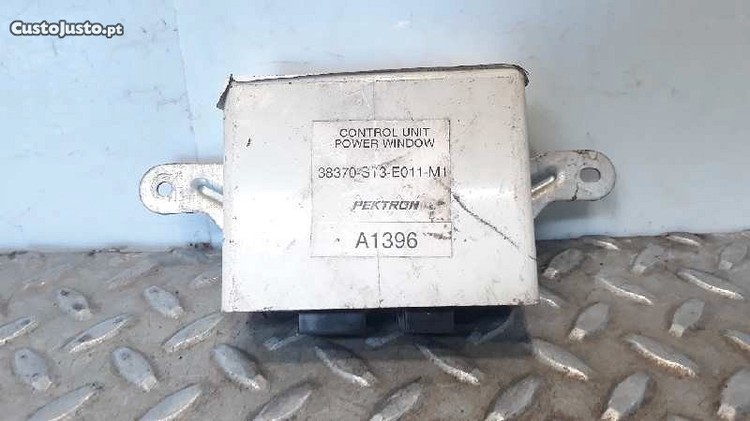 CustoJusto.pt
CONTROL UNIT
POWER WINDOW
38370-ST3-E011-M1
PEKTRON
A1396